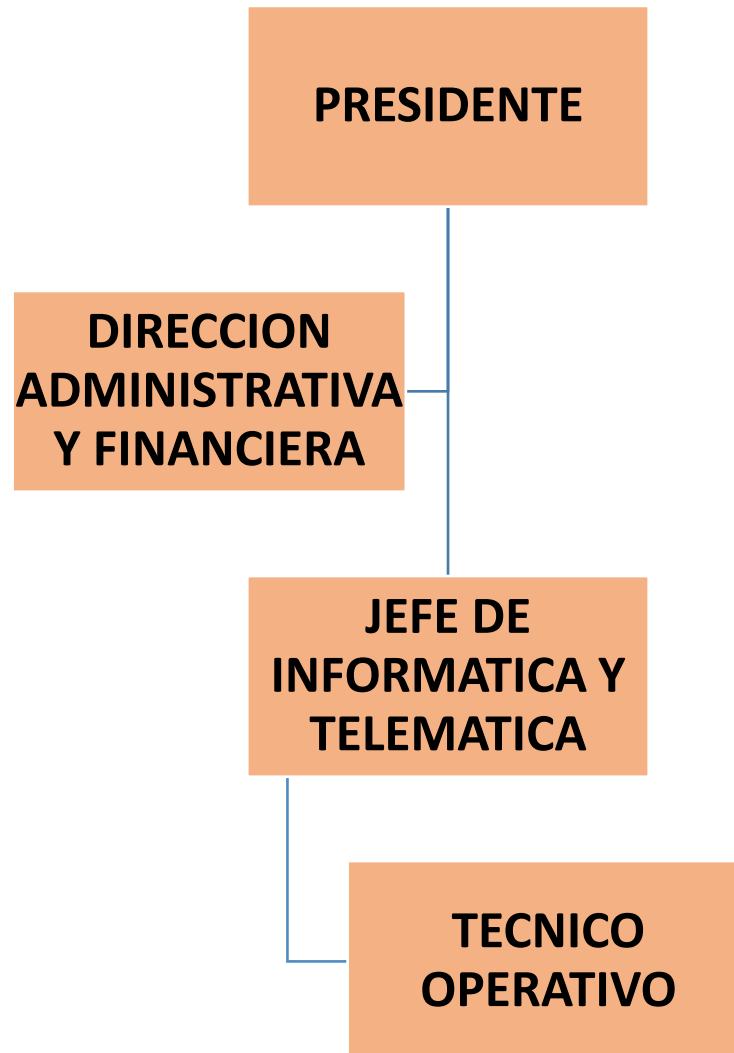 PRESIDENTE
DIRECCION
ADMINISTRATIVA
Y FINANCIERA
JEFE DE
INFORMATICA Y
TELEMATICA
TECNICO
OPERATIVO